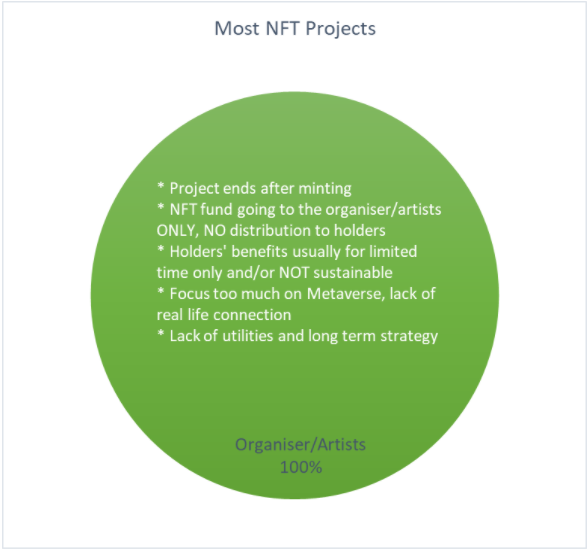 Most NFT Projects
* Project ends after minting
* NFT fund going to the organiser/artists
ONLY, NO distribution to holders
* Holders' benefits usually for limited
time only and/or NOT sustainable
* Focus too much on Metaverse, lack of
real life connection
* Lack of utilities and long term strategy
Organiser/Artists
100%